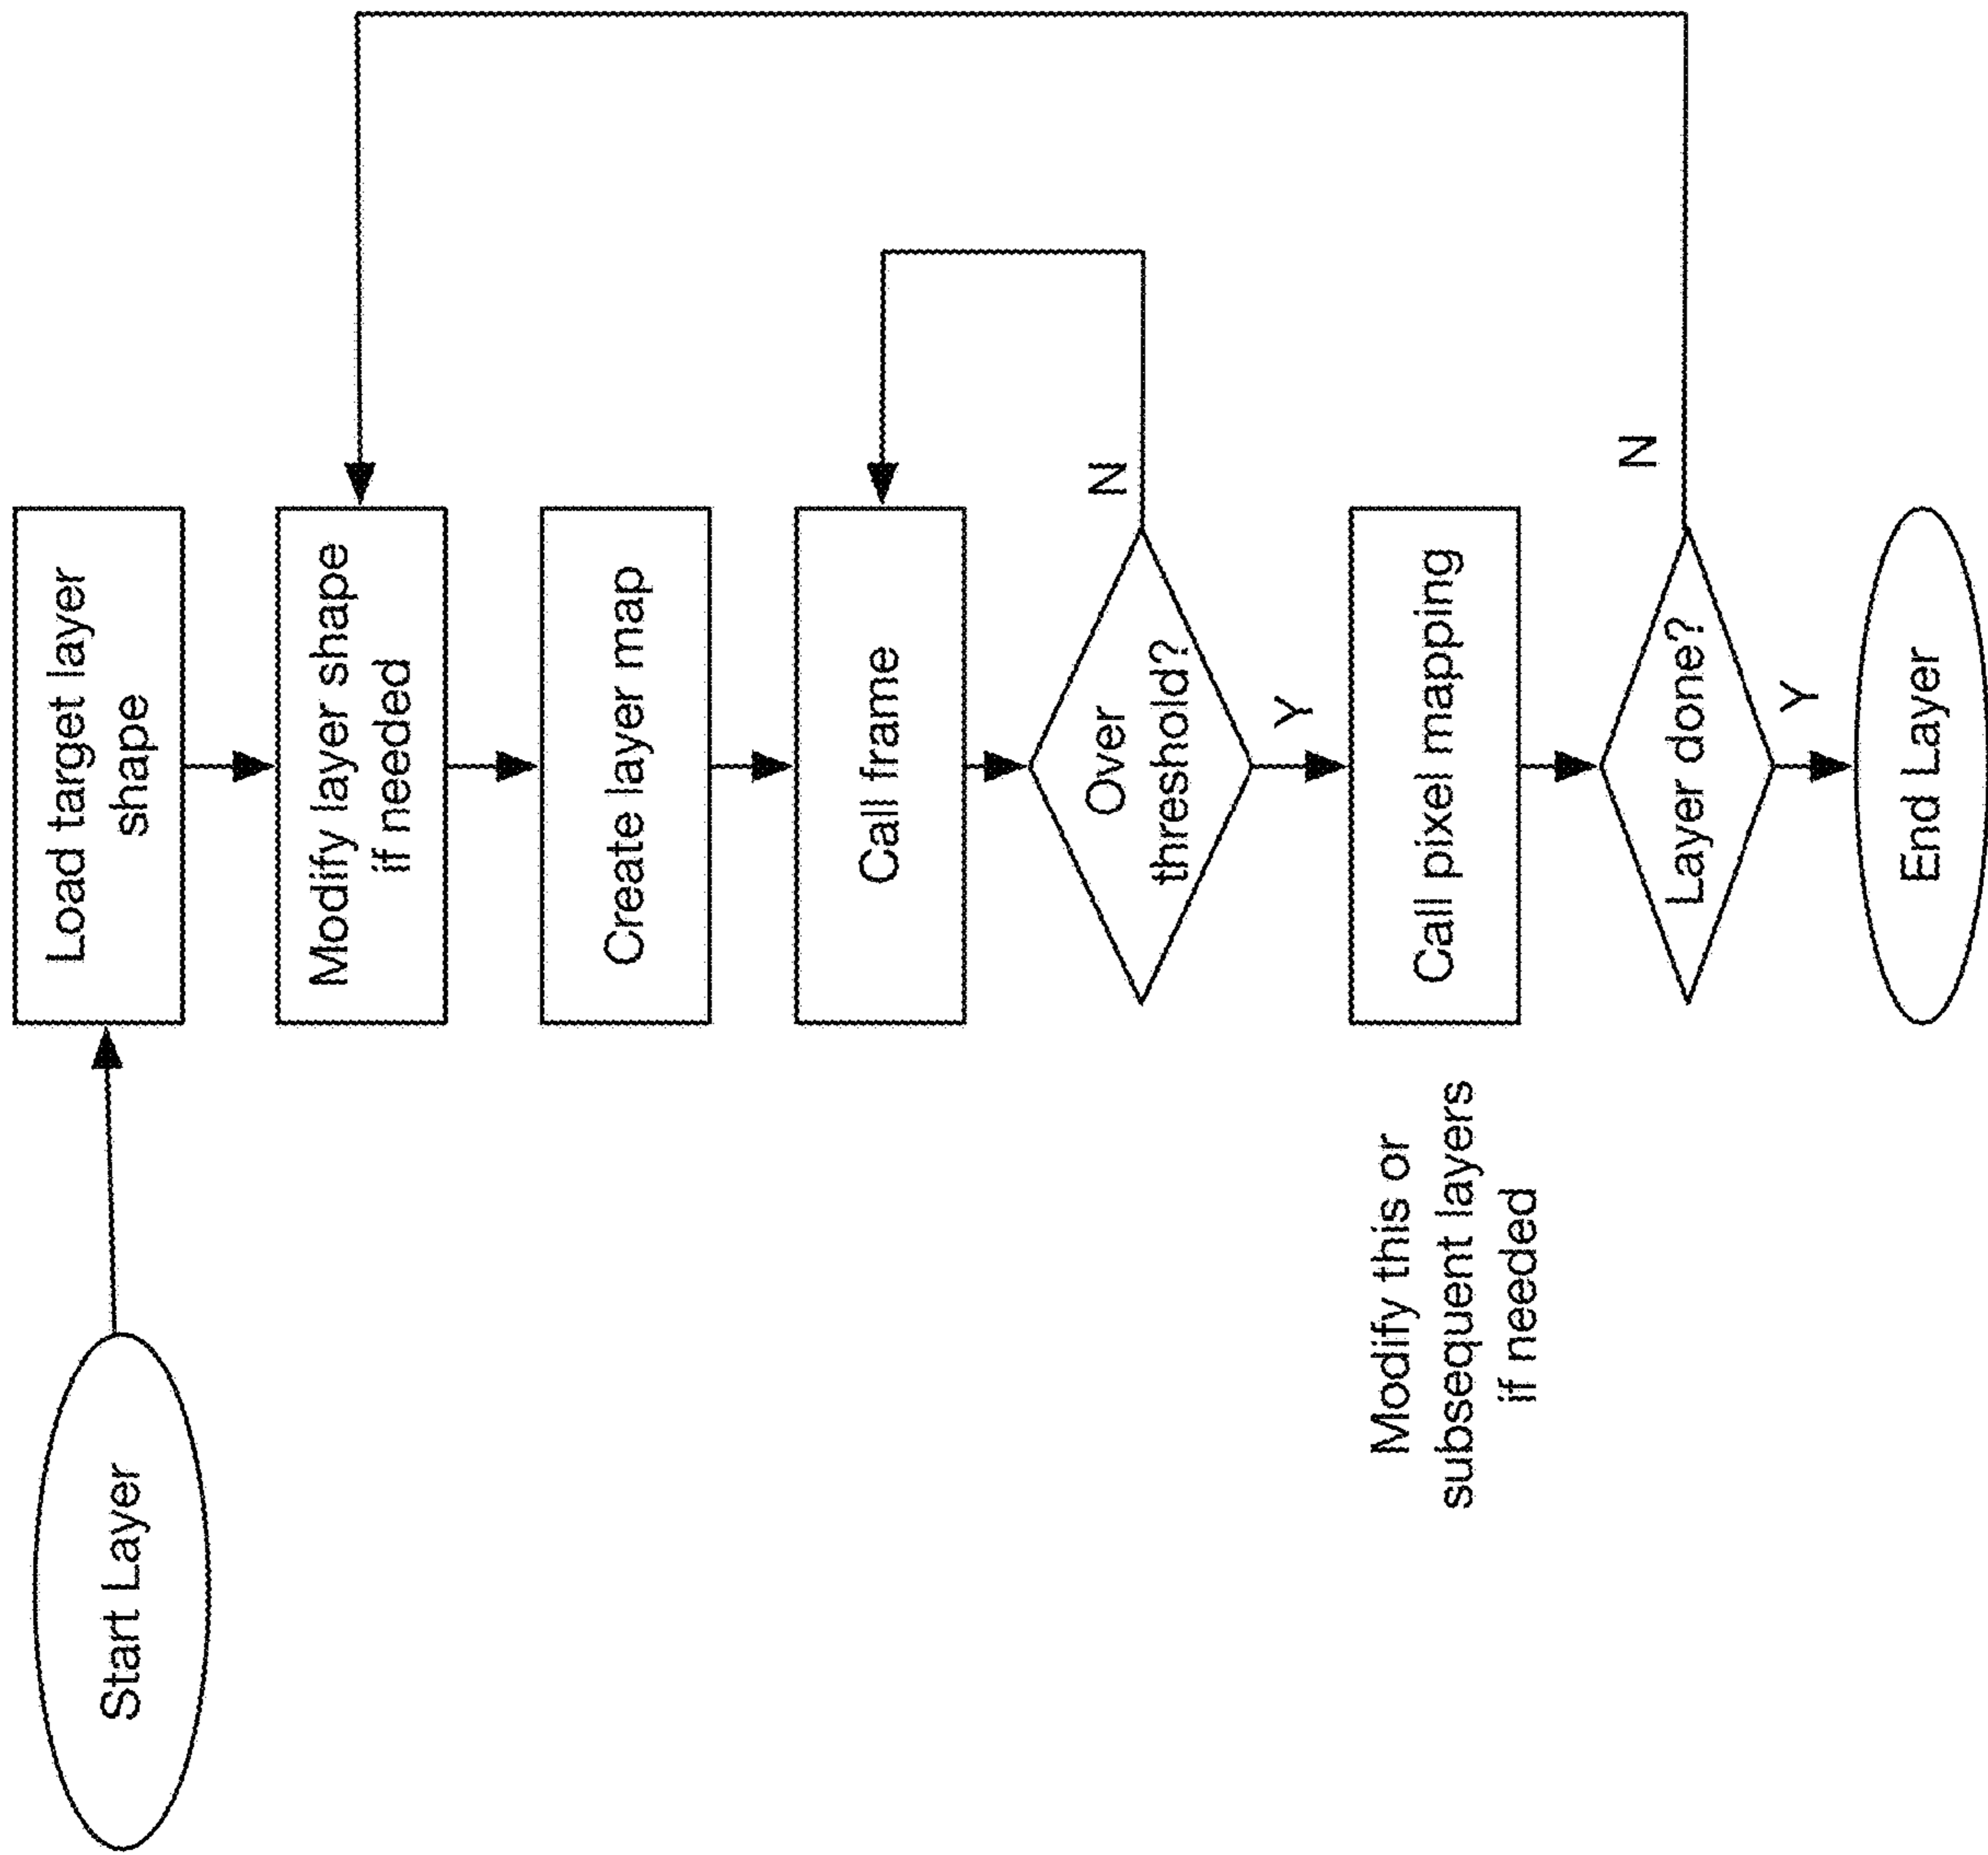 Start Layer
Load target layer
shape
Modify layer shape
if needed
Create layer map
Call frame
Over
threshold?
N
Y
Call pixel mapping
Modify this or
subsequent layers
if needed
Layer done?
N
Y
End Layer